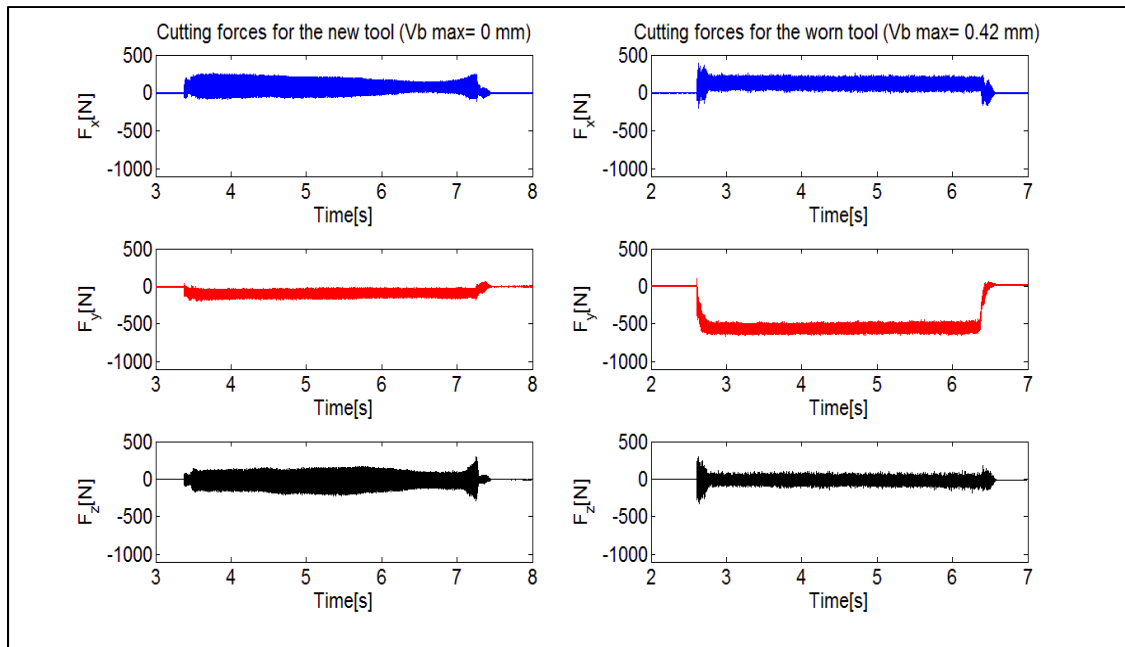 Cutting forces for the new tool (Vb max= 0 mm)
500
0
-500
-1000
F_x[N]
3 4 5 6 7 8
Time[s]
Cutting forces for the worn tool (Vb max= 0.42 mm)
500
0
-500
-1000
F_x[N]
2 3 4 5 6 7
Time[s]
500
0
-500
-1000
F_y[N]
3 4 5 6 7 8
Time[s]
500
0
-500
-1000
F_y[N]
2 3 4 5 6 7
Time[s]
500
0
-500
-1000
F_z[N]
3 4 5 6 7 8
Time[s]
500
0
-500
-1000
F_z[N]
2 3 4 5 6 7
Time[s]